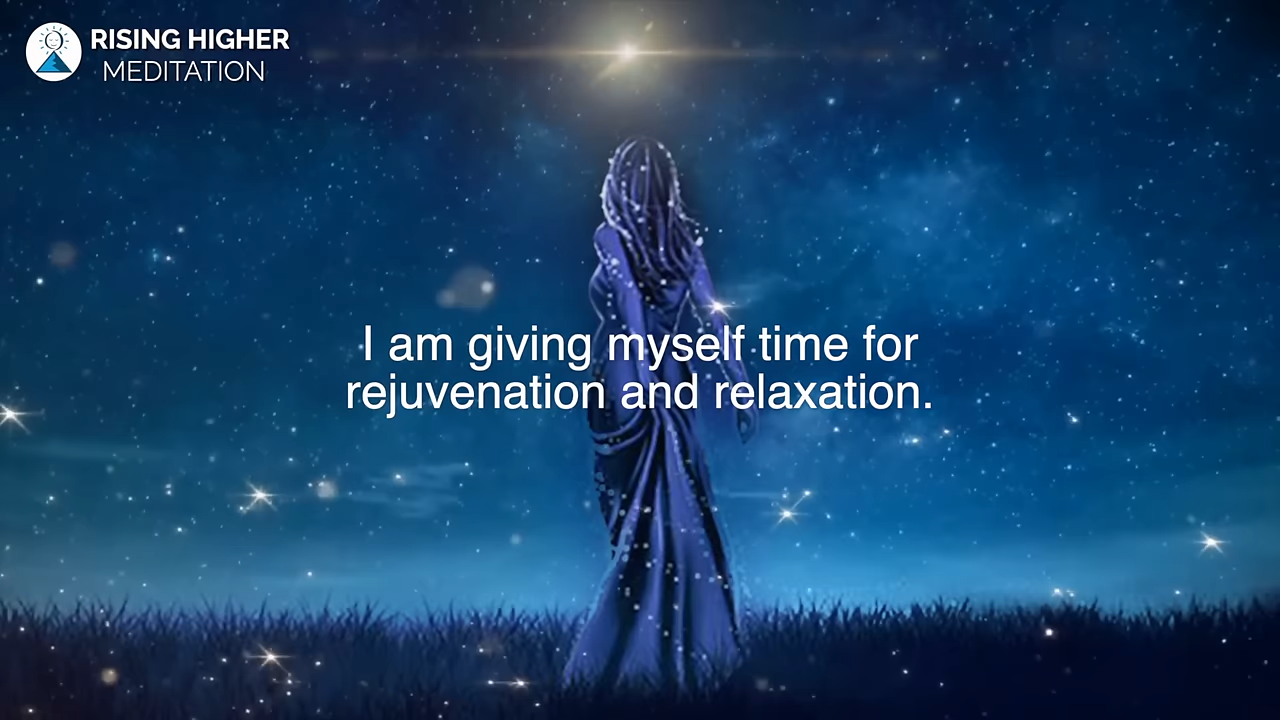 RISING HIGHER
MEDITATION
I am giving myself time for
rejuvenation and relaxation.